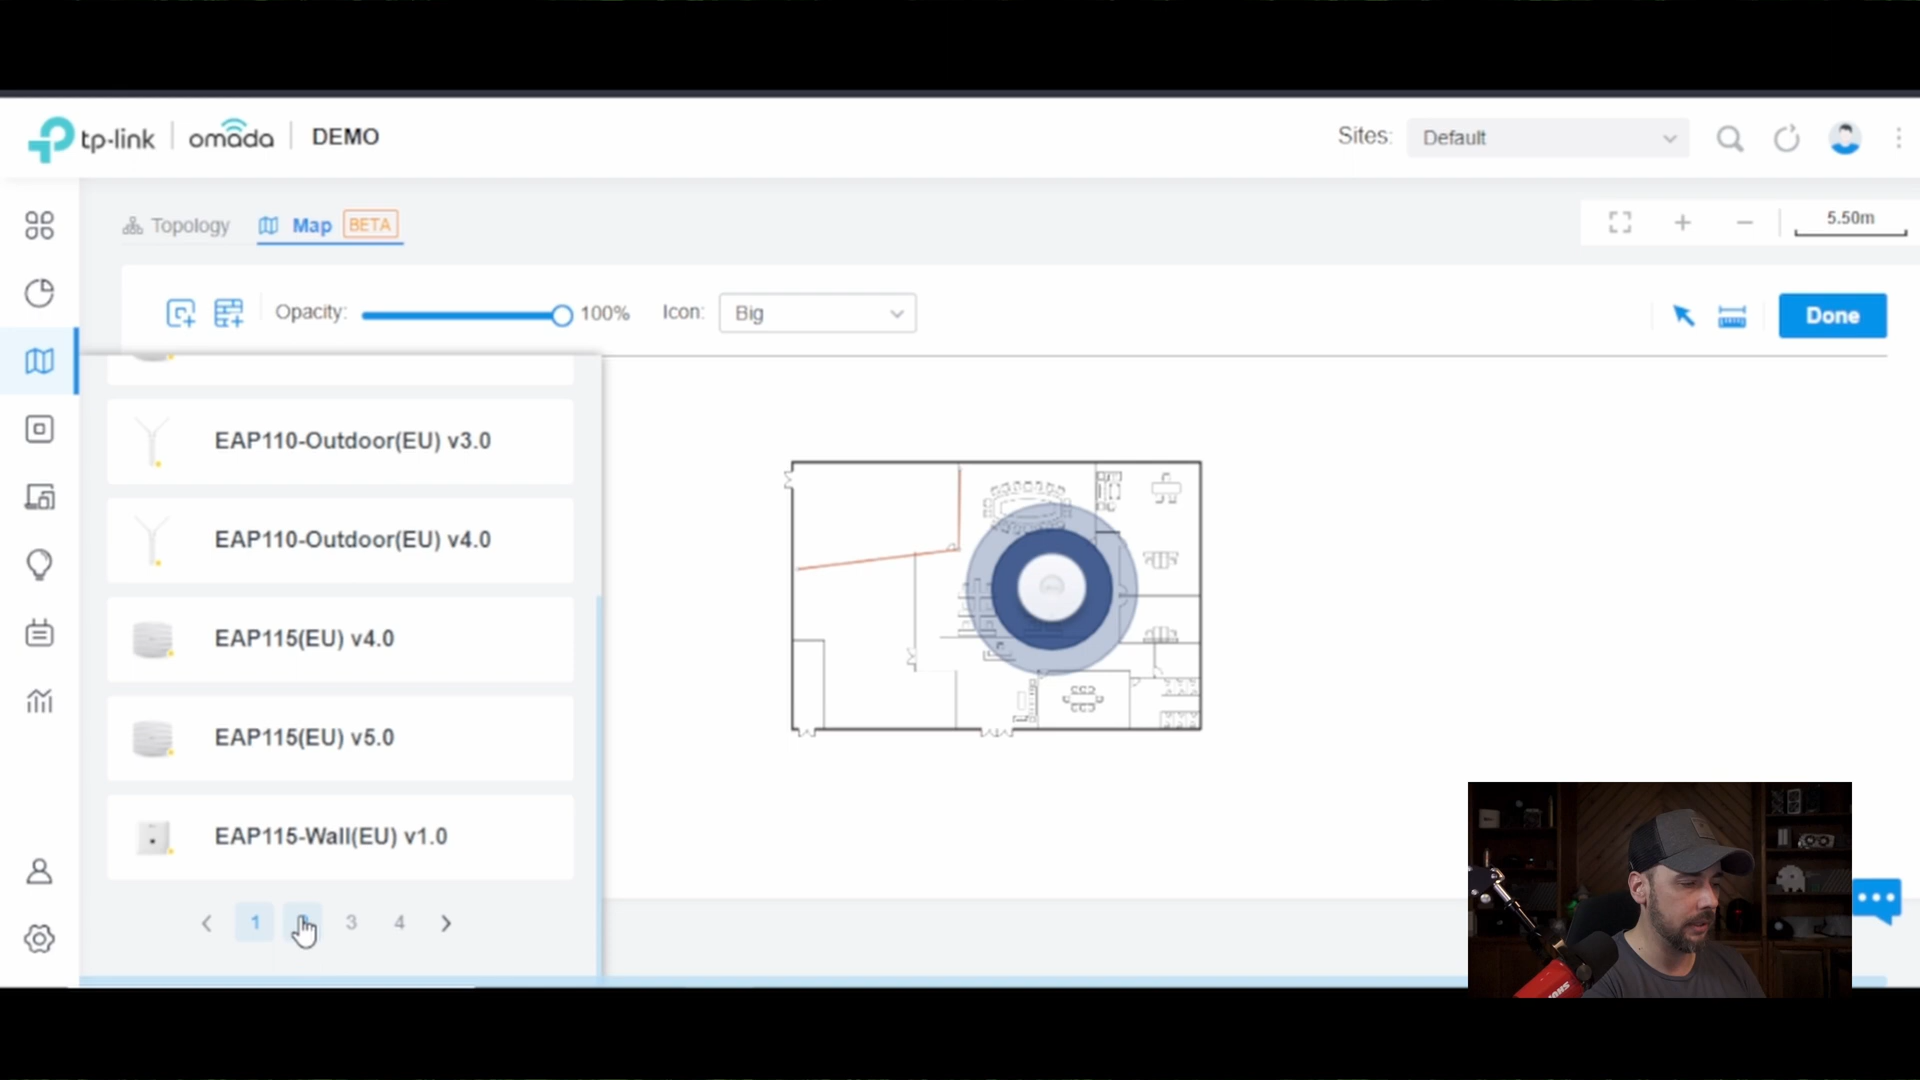 tp-link | omada | DEMO
Sites: Default
Topology Map BETA
5.50m
Opacity: 100% Icon: Big
Done
EAP110-Outdoor(EU) v3.0
EAP110-Outdoor(EU) v4.0
EAP115(EU) v4.0
EAP115(EU) v5.0
EAP115-Wall(EU) v1.0
< 1 3 4 >